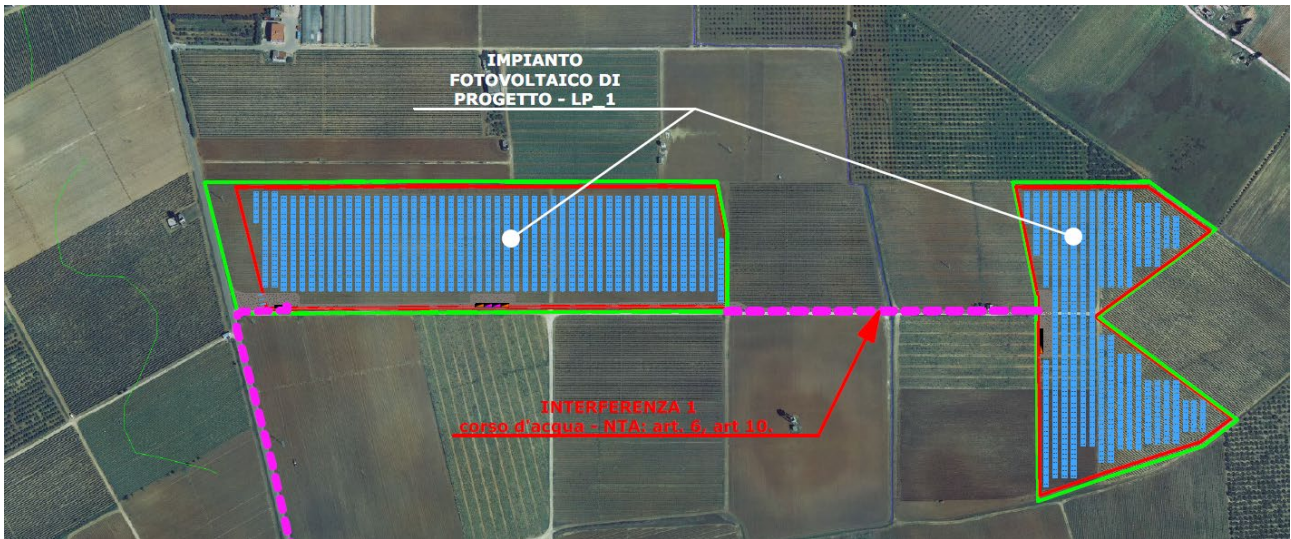 IMPIANTO
FOTOVOLTAICO DI
PROGETTO - LP_1
INTERFERENZA 1
corso d'acqua - NTA: art. 6, art 10.